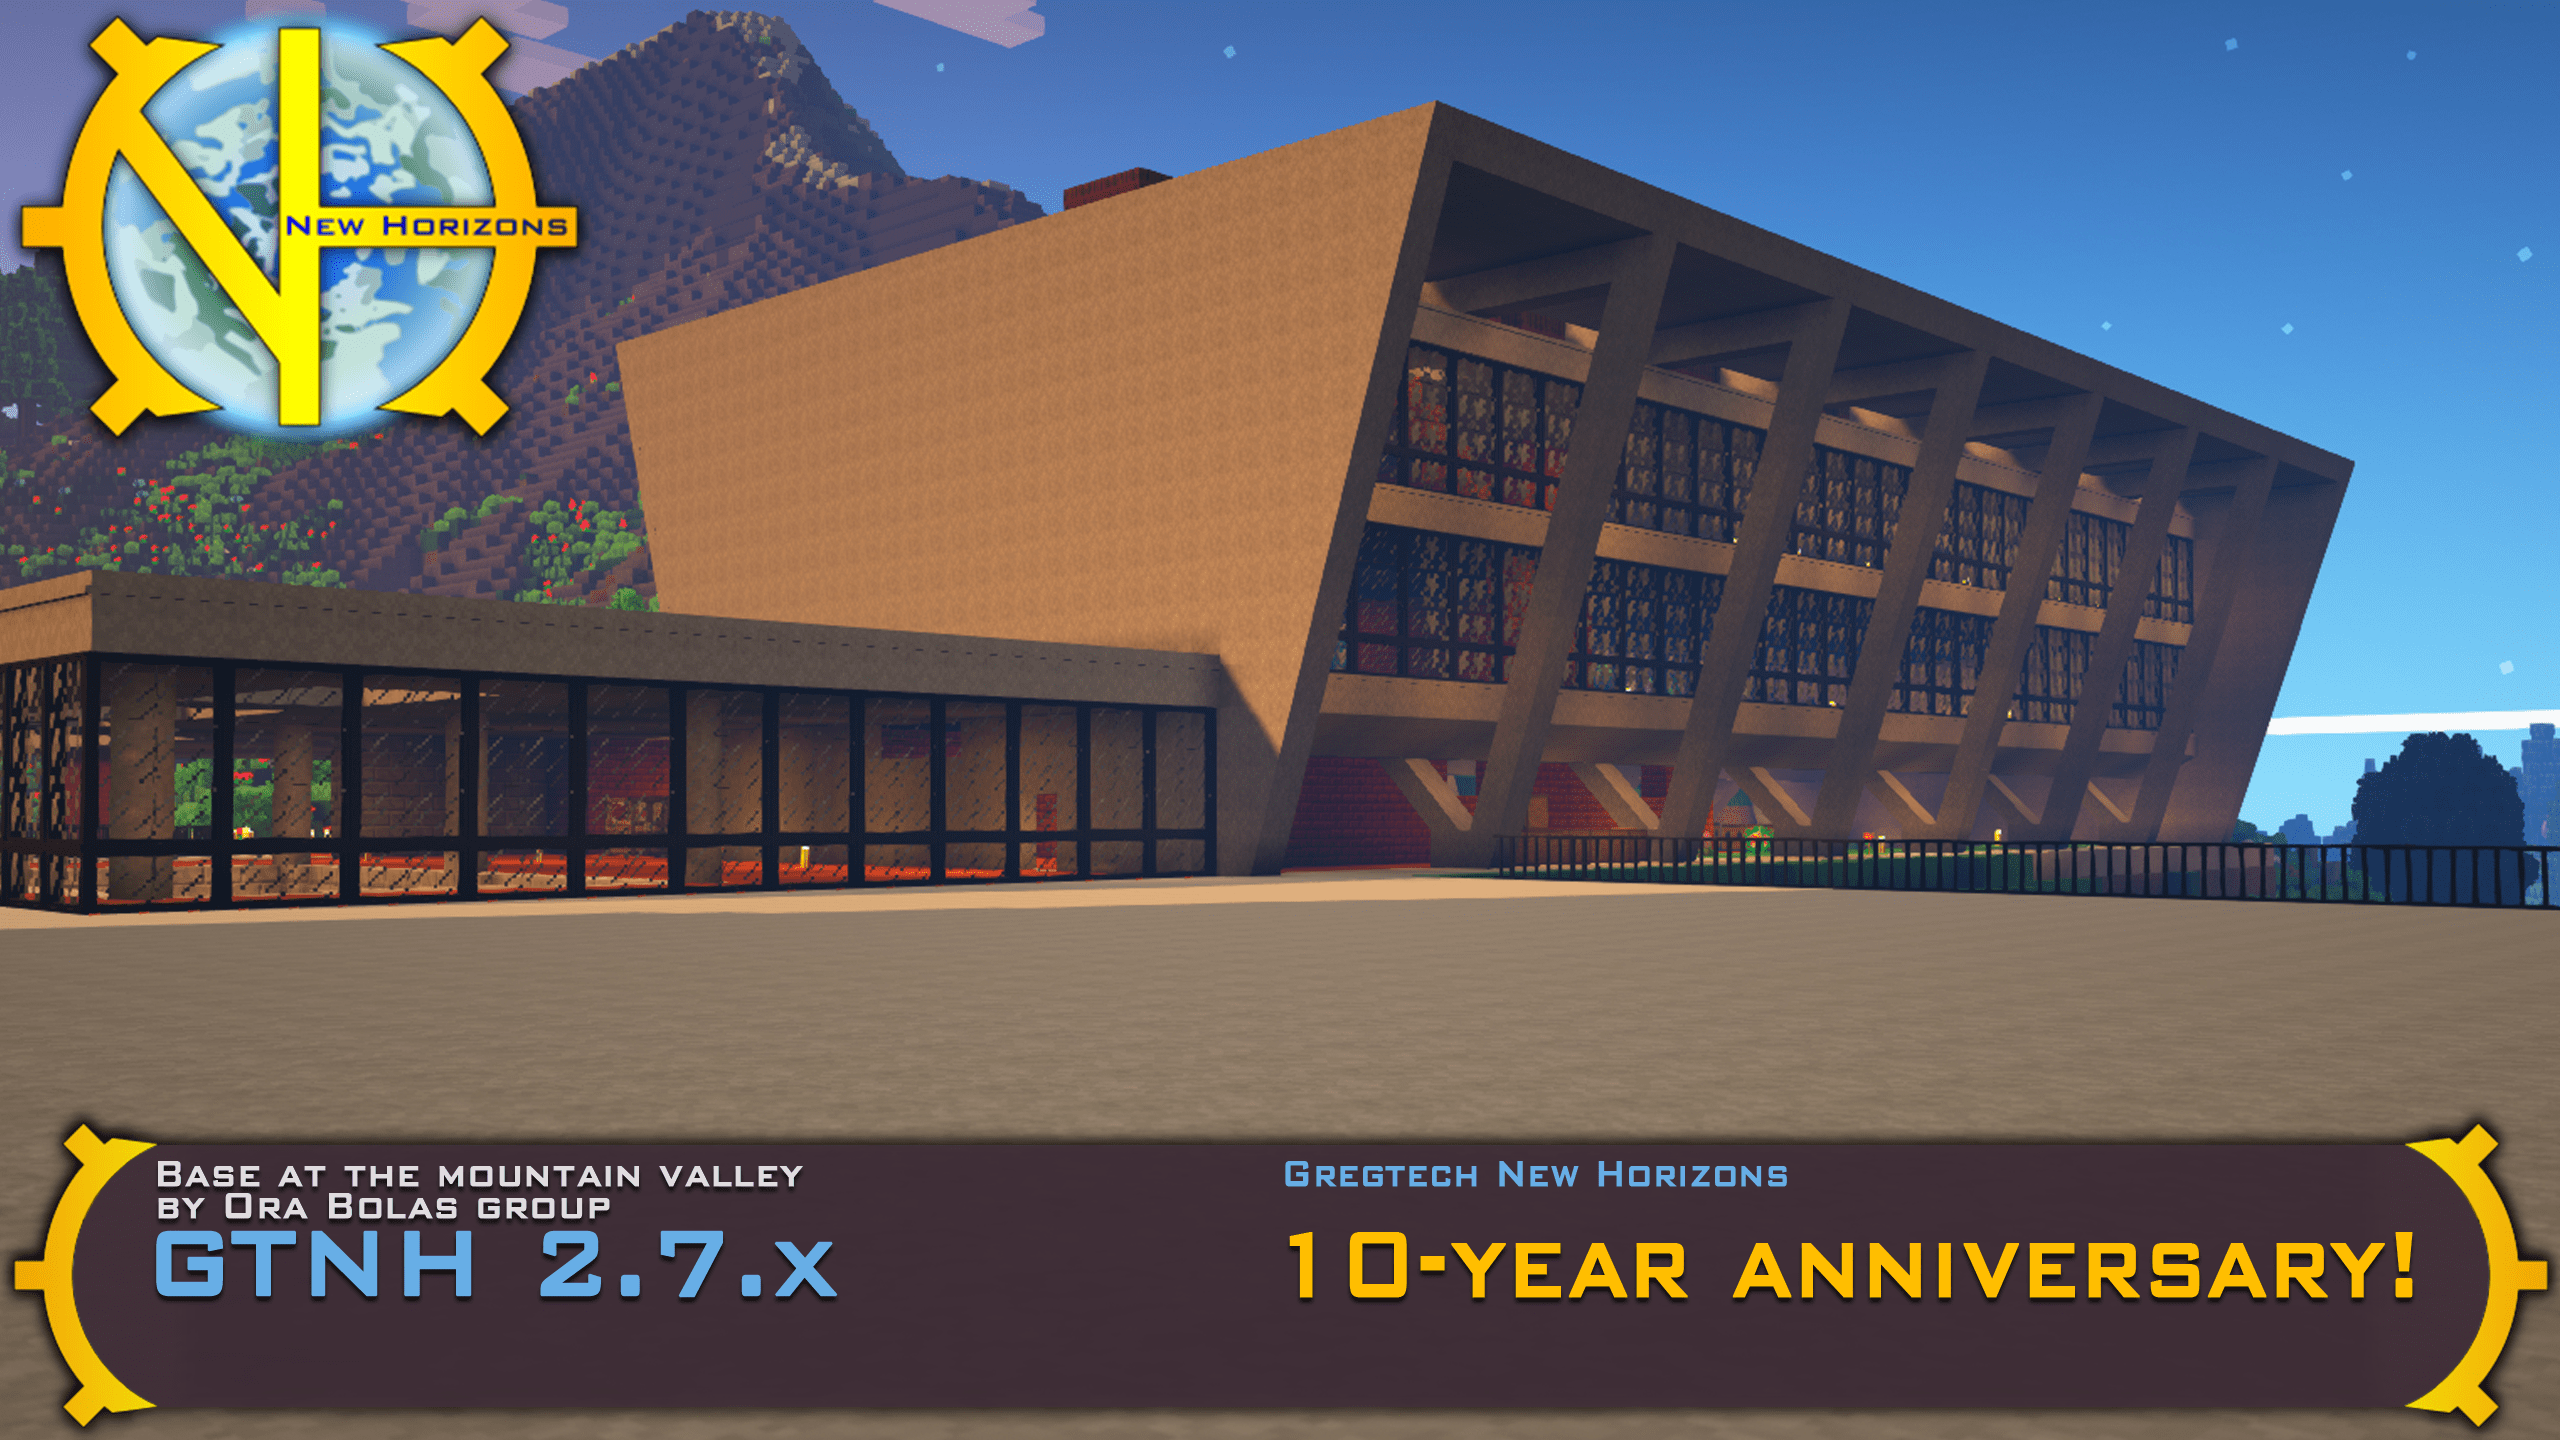 New Horizons
Base at the mountain valley
by Ora Bolas group
GTNH 2.7.x
Gregtech New Horizons
10-year anniversary!